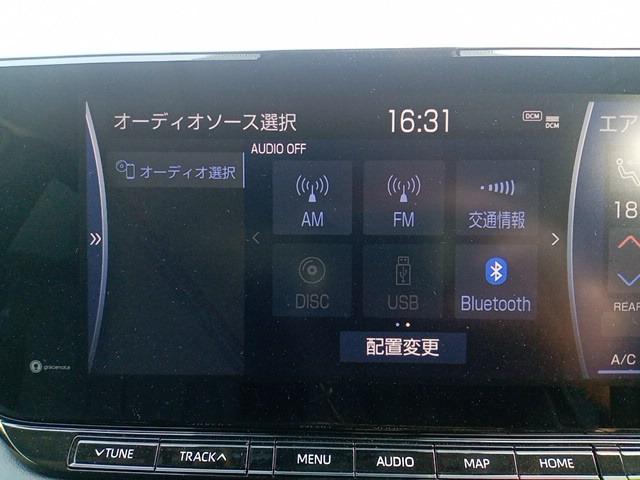 オーディオソース選択
16:31
DCM
DCM
エア
AUDIO OFF
オーディオ選択
AM
FM
交通情報
18
DISC
USB
Bluetooth
REAR
配置変更
A/C
gracenote
TUNE
TRACK
MENU
AUDIO
MAP
HOME